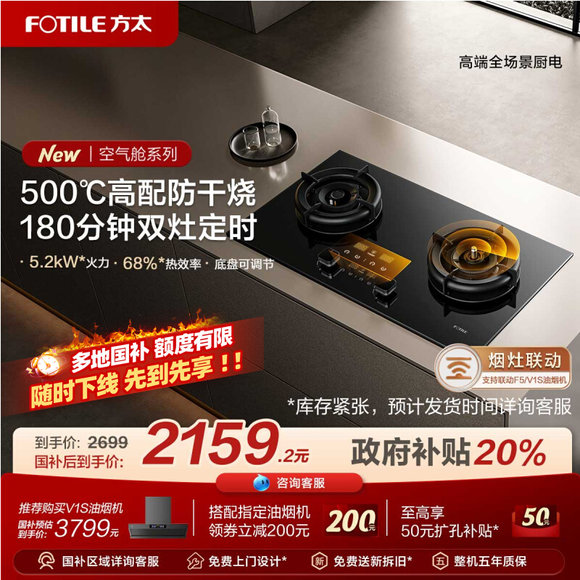 FOTILE 方太
高端全场景厨电
New 空气舱系列
500℃高配防干烧
180分钟双灶定时
· 5.2kW*火力 · 68%*热效率 · 底盘可调节
FOTILE
多地国补 额度有限
随时下线 先到先享！！
烟灶联动
支持联动F5/V1S油烟机
*库存紧张，预计发货时间详询客服
到手价: 2699
国补后到手价: 2159.2元
政府补贴20%
咨询客服
推荐购买V1S油烟机
国补预估到手价 3799元
搭配指定油烟机
领券立减200元
200元
至高享
50元扩孔补贴*
50元
国补区域详询客服
免费上门设计*
免费送新拆旧*
整机五年质保